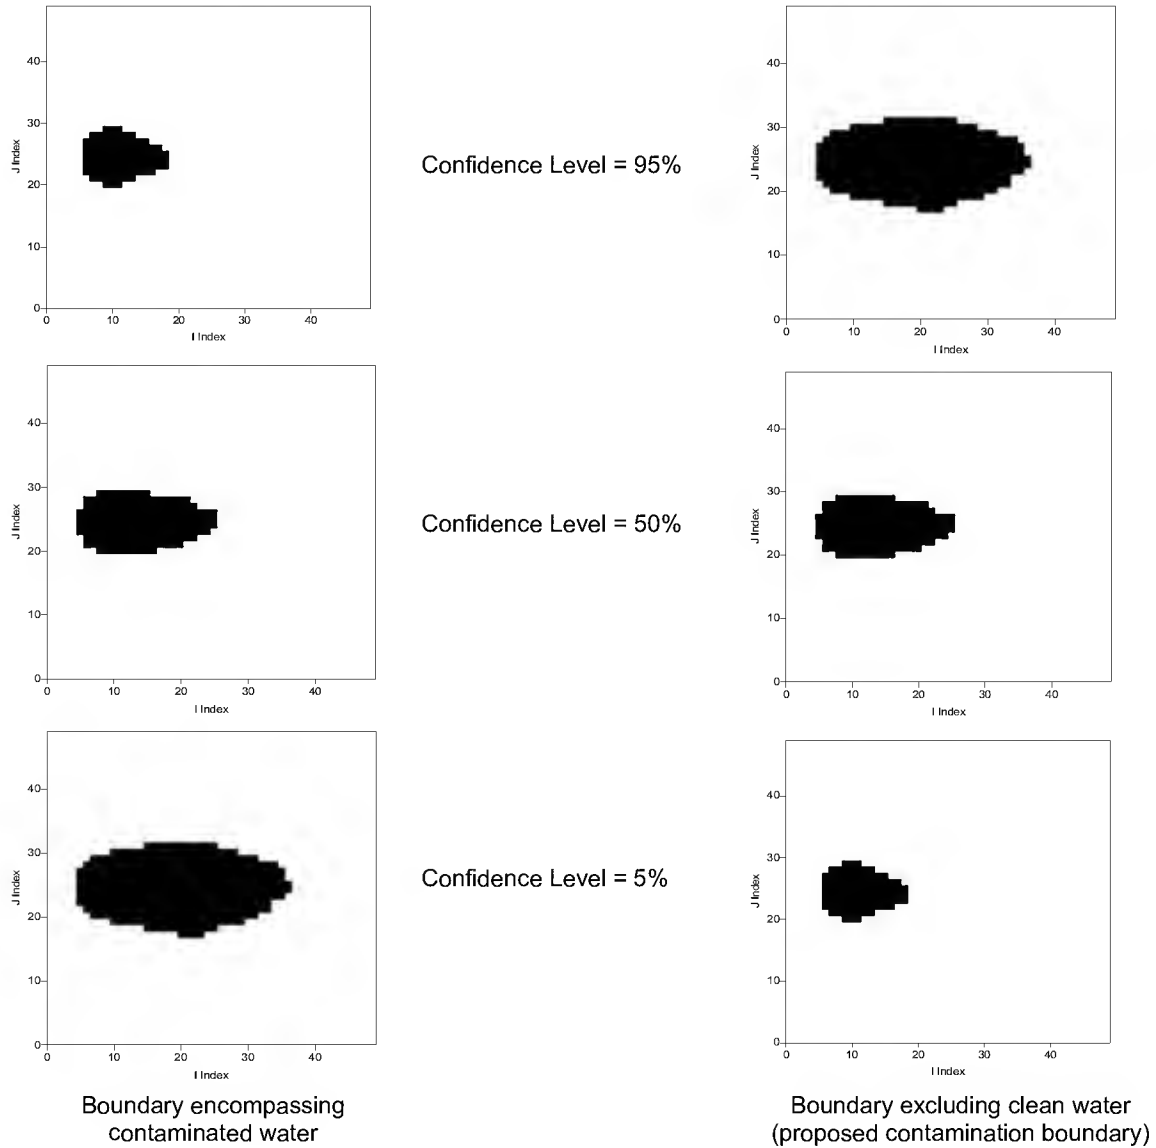 40
30
20
10
0
J Index
0 10 20 30 40
I Index
Confidence Level = 95%
40
30
20
10
0
J Index
0 10 20 30 40
I Index
40
30
20
10
0
J Index
0 10 20 30 40
I Index
Confidence Level = 50%
40
30
20
10
0
J Index
0 10 20 30 40
I Index
40
30
20
10
0
J Index
0 10 20 30 40
I Index
Confidence Level = 5%
40
30
20
10
0
J Index
0 10 20 30 40
I Index
Boundary encompassing
contaminated water
Boundary excluding clean water
(proposed contamination boundary)